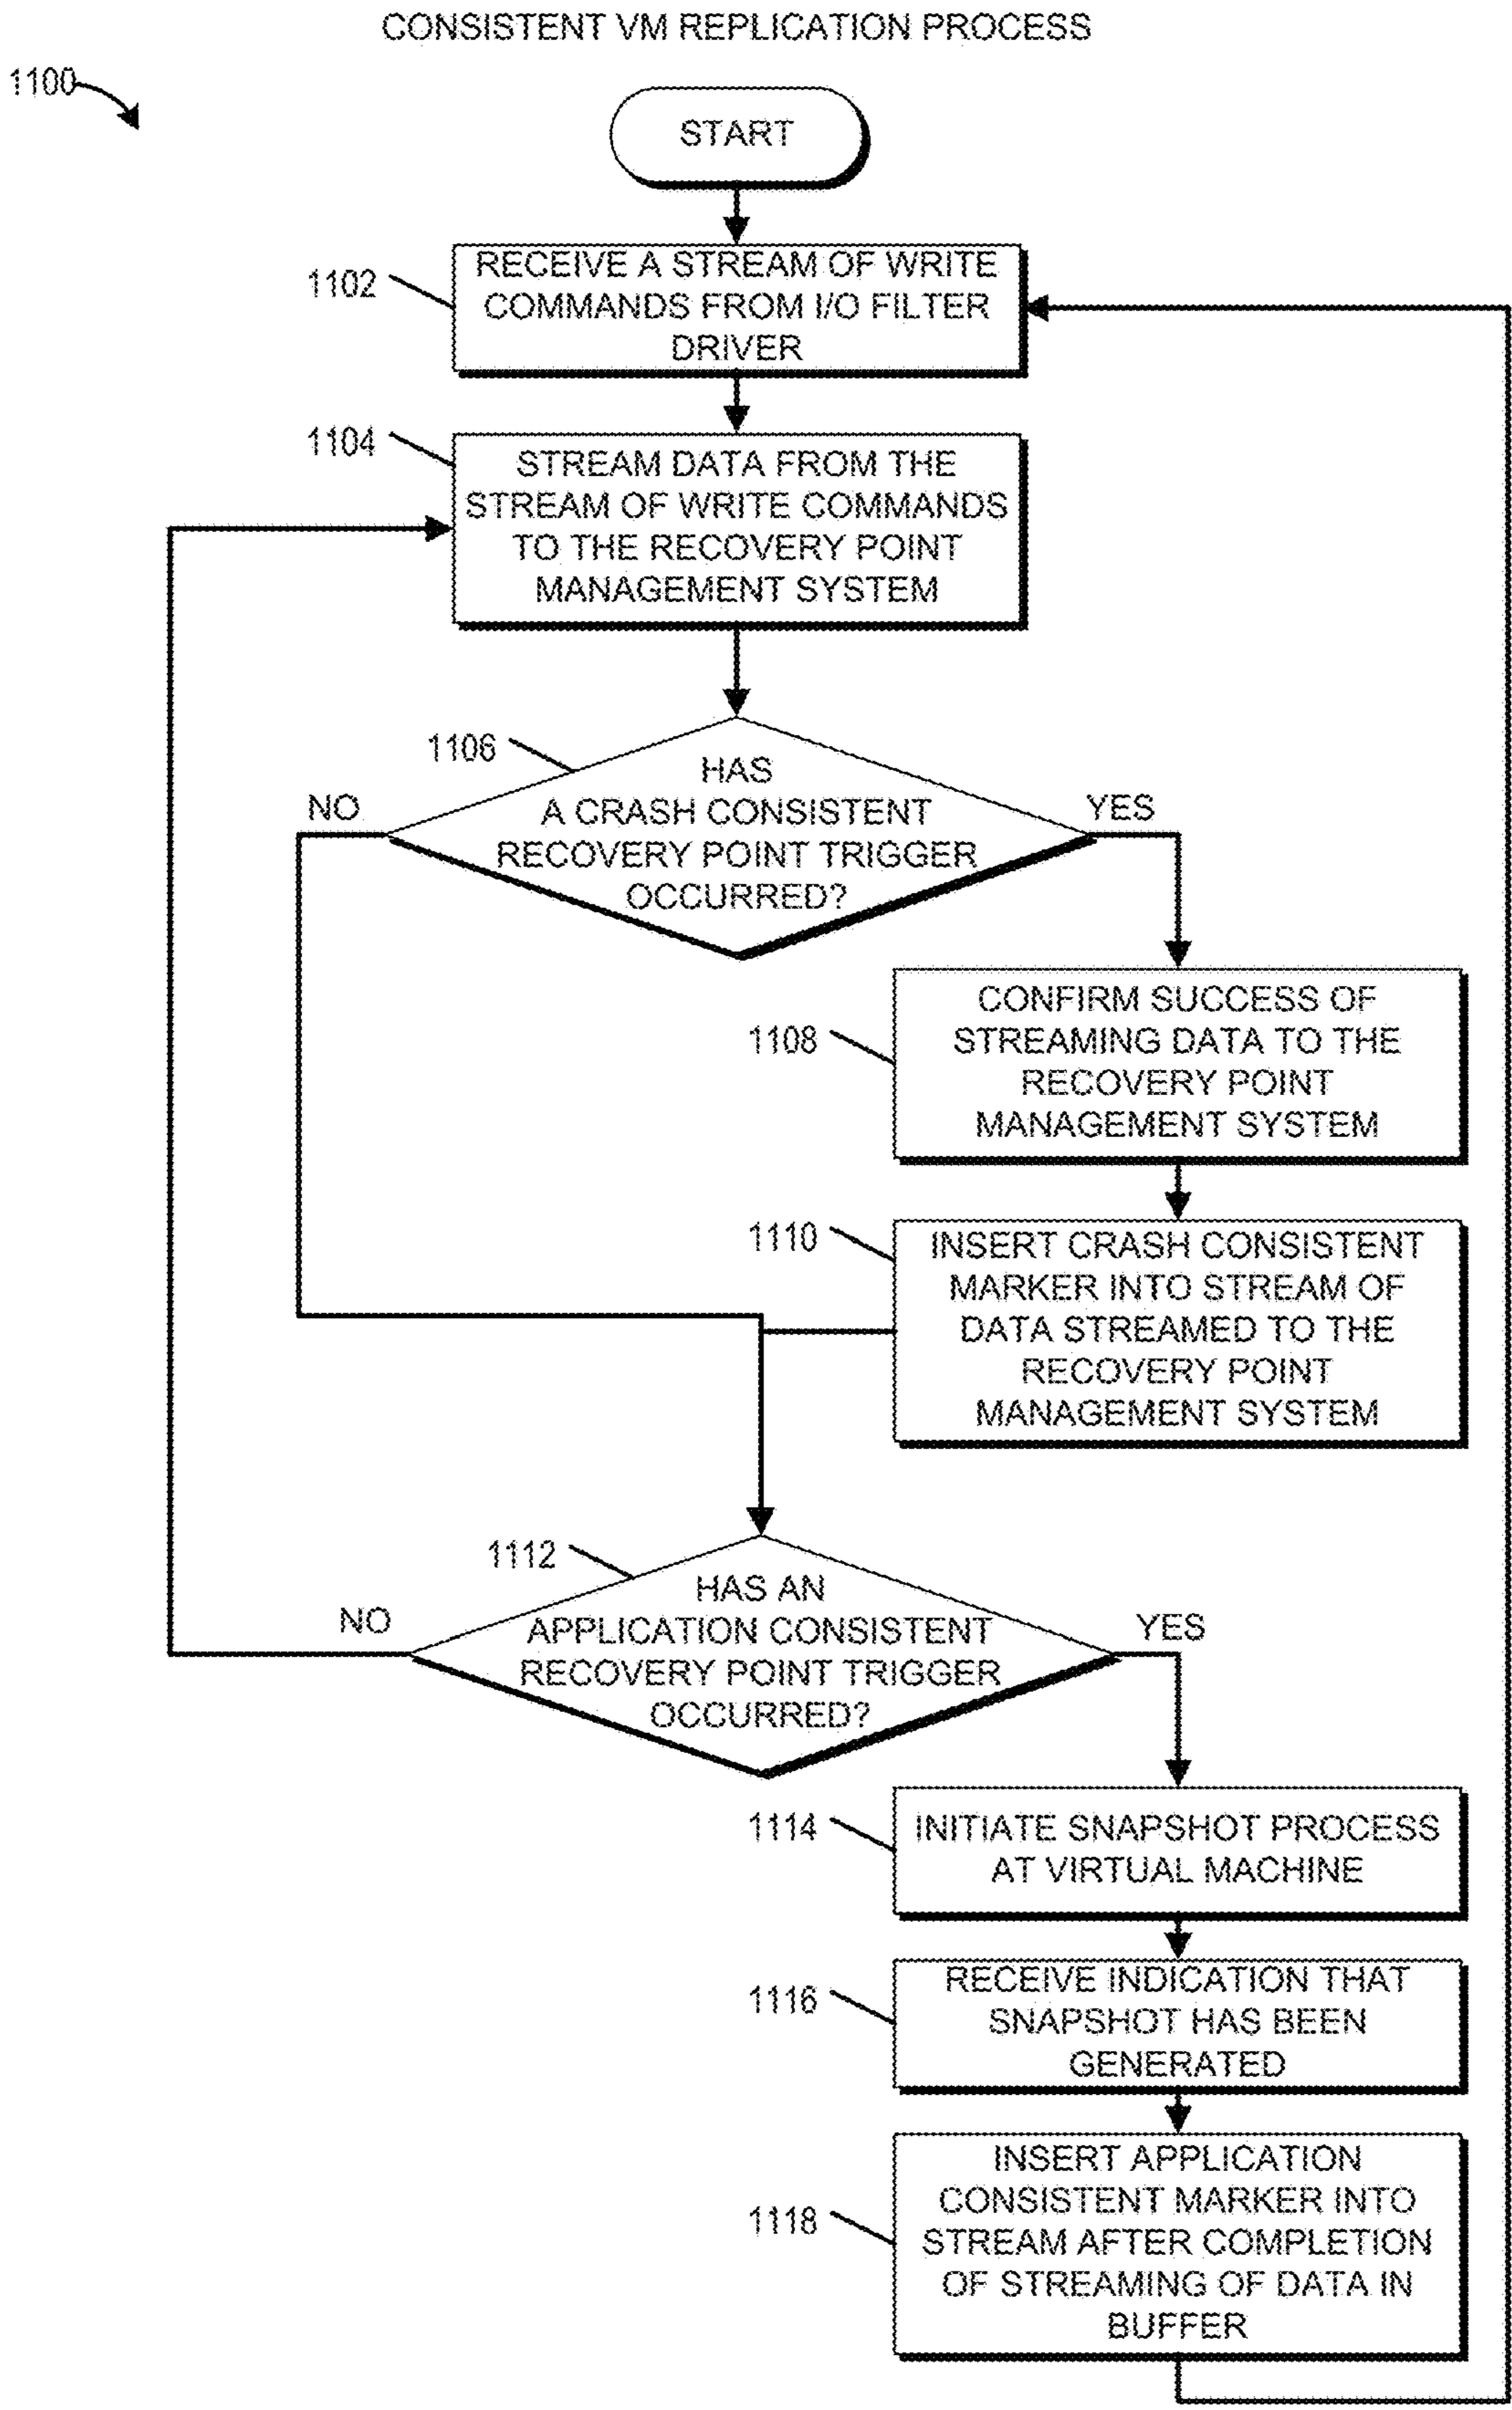 CONSISTENT VM REPLICATION PROCESS
1100
START
1102
RECEIVE A STREAM OF WRITE
COMMANDS FROM I/O FILTER
DRIVER
1104
STREAM DATA FROM THE
STREAM OF WRITE COMMANDS
TO THE RECOVERY POINT
MANAGEMENT SYSTEM
1106
HAS
A CRASH CONSISTENT
RECOVERY POINT TRIGGER
OCCURRED?
NO
YES
1108
CONFIRM SUCCESS OF
STREAMING DATA TO THE
RECOVERY POINT
MANAGEMENT SYSTEM
1110
INSERT CRASH CONSISTENT
MARKER INTO STREAM OF
DATA STREAMED TO THE
RECOVERY POINT
MANAGEMENT SYSTEM
1112
HAS AN
APPLICATION CONSISTENT
RECOVERY POINT TRIGGER
OCCURRED?
NO
YES
1114
INITIATE SNAPSHOT PROCESS
AT VIRTUAL MACHINE
1116
RECEIVE INDICATION THAT
SNAPSHOT HAS BEEN
GENERATED
1118
INSERT APPLICATION
CONSISTENT MARKER INTO
STREAM AFTER COMPLETION
OF STREAMING OF DATA IN
BUFFER